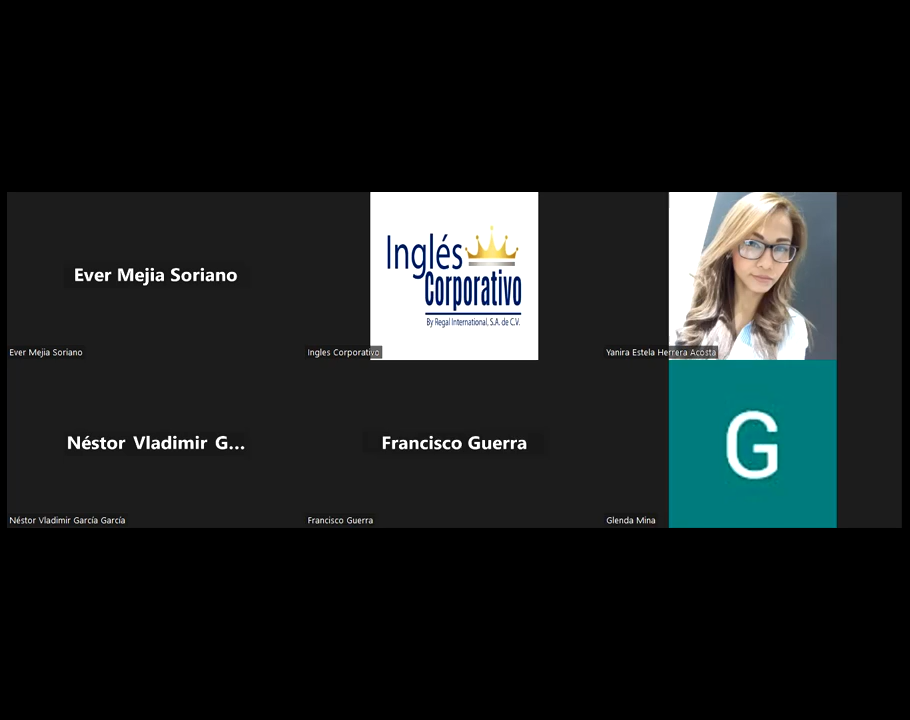 Ever Mejia Soriano
Ever Mejia Soriano
Inglés
Corporativo
By Regal International, S.A. de C.V.
Ingles Corporativo
Yanira Estela Herrera Acosta
Néstor Vladimir G...
Néstor Vladimir García García
Francisco Guerra
Francisco Guerra
G
Glenda Mina